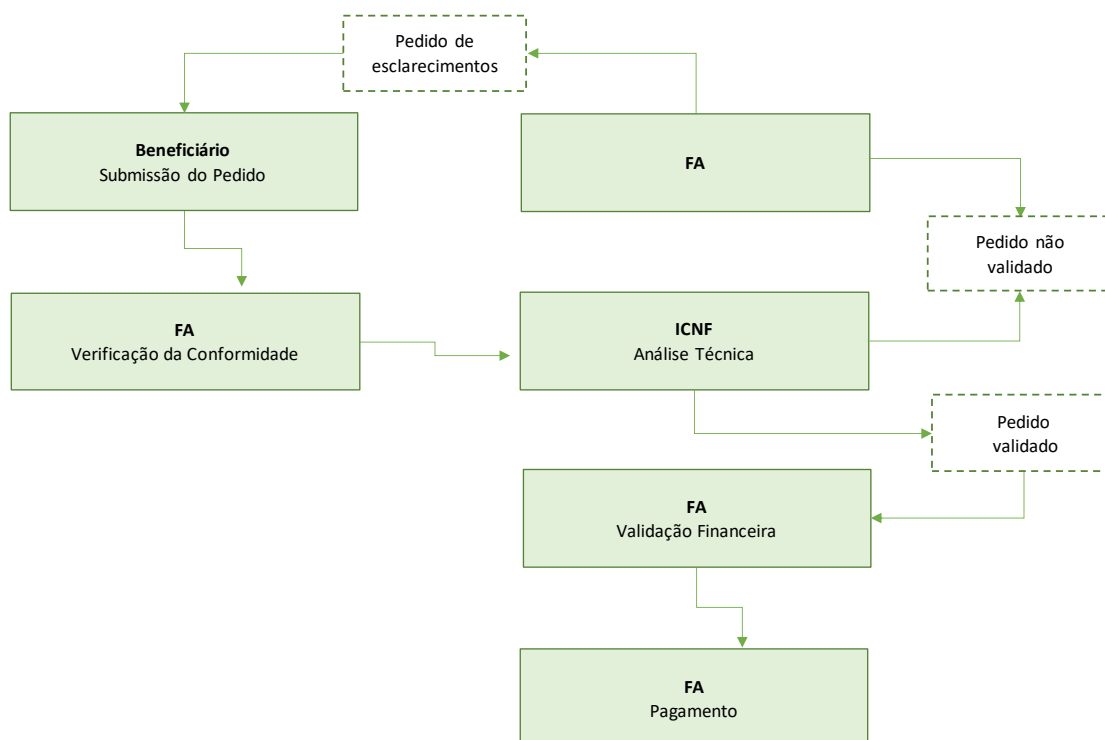 Pedido de
esclarecimentos
Beneficiário
Submissão do Pedido
FA
Pedido não
validado
FA
Verificação da Conformidade
ICNF
Análise Técnica
Pedido
validado
FA
Validação Financeira
FA
Pagamento